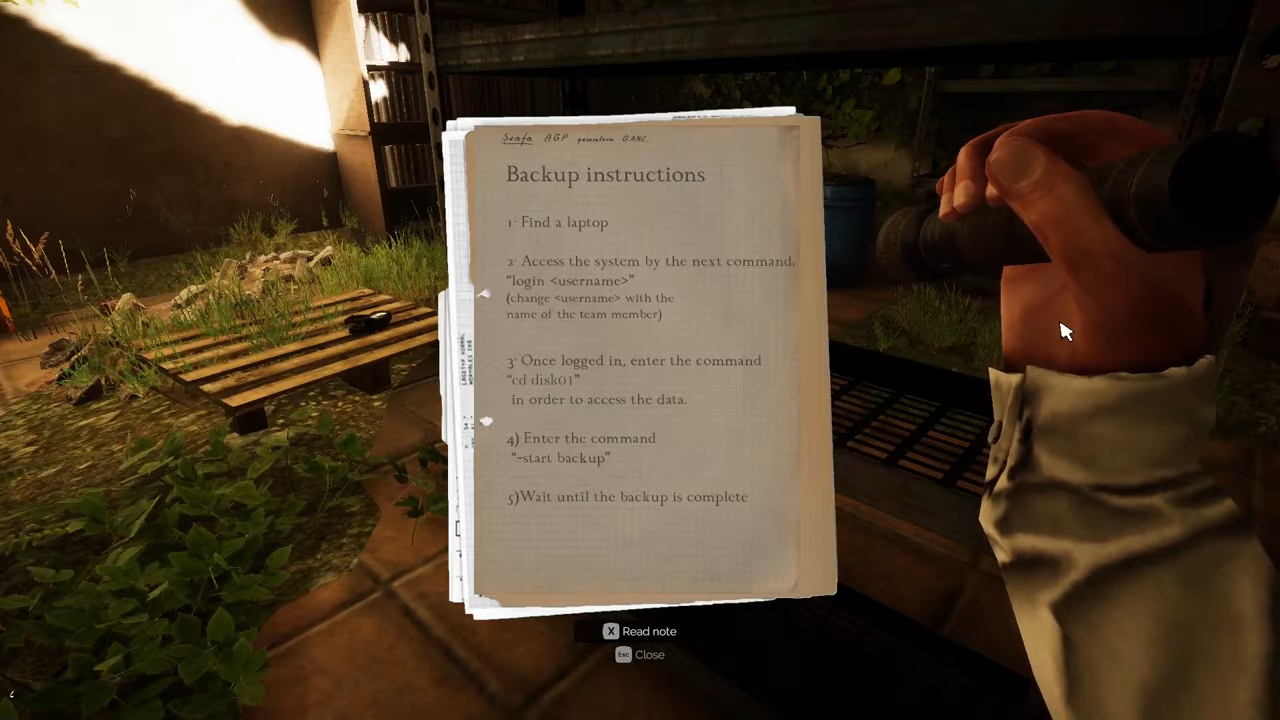 Backup instructions
1· Find a laptop
2· Access the system by the next command:
"login <username>"
(change <username> with the
name of the team member)
3· Once logged in, enter the command
"cd disk01"
in order to access the data.
4) Enter the command
"-start backup"
5)Wait until the backup is complete
X Read note
Esc Close